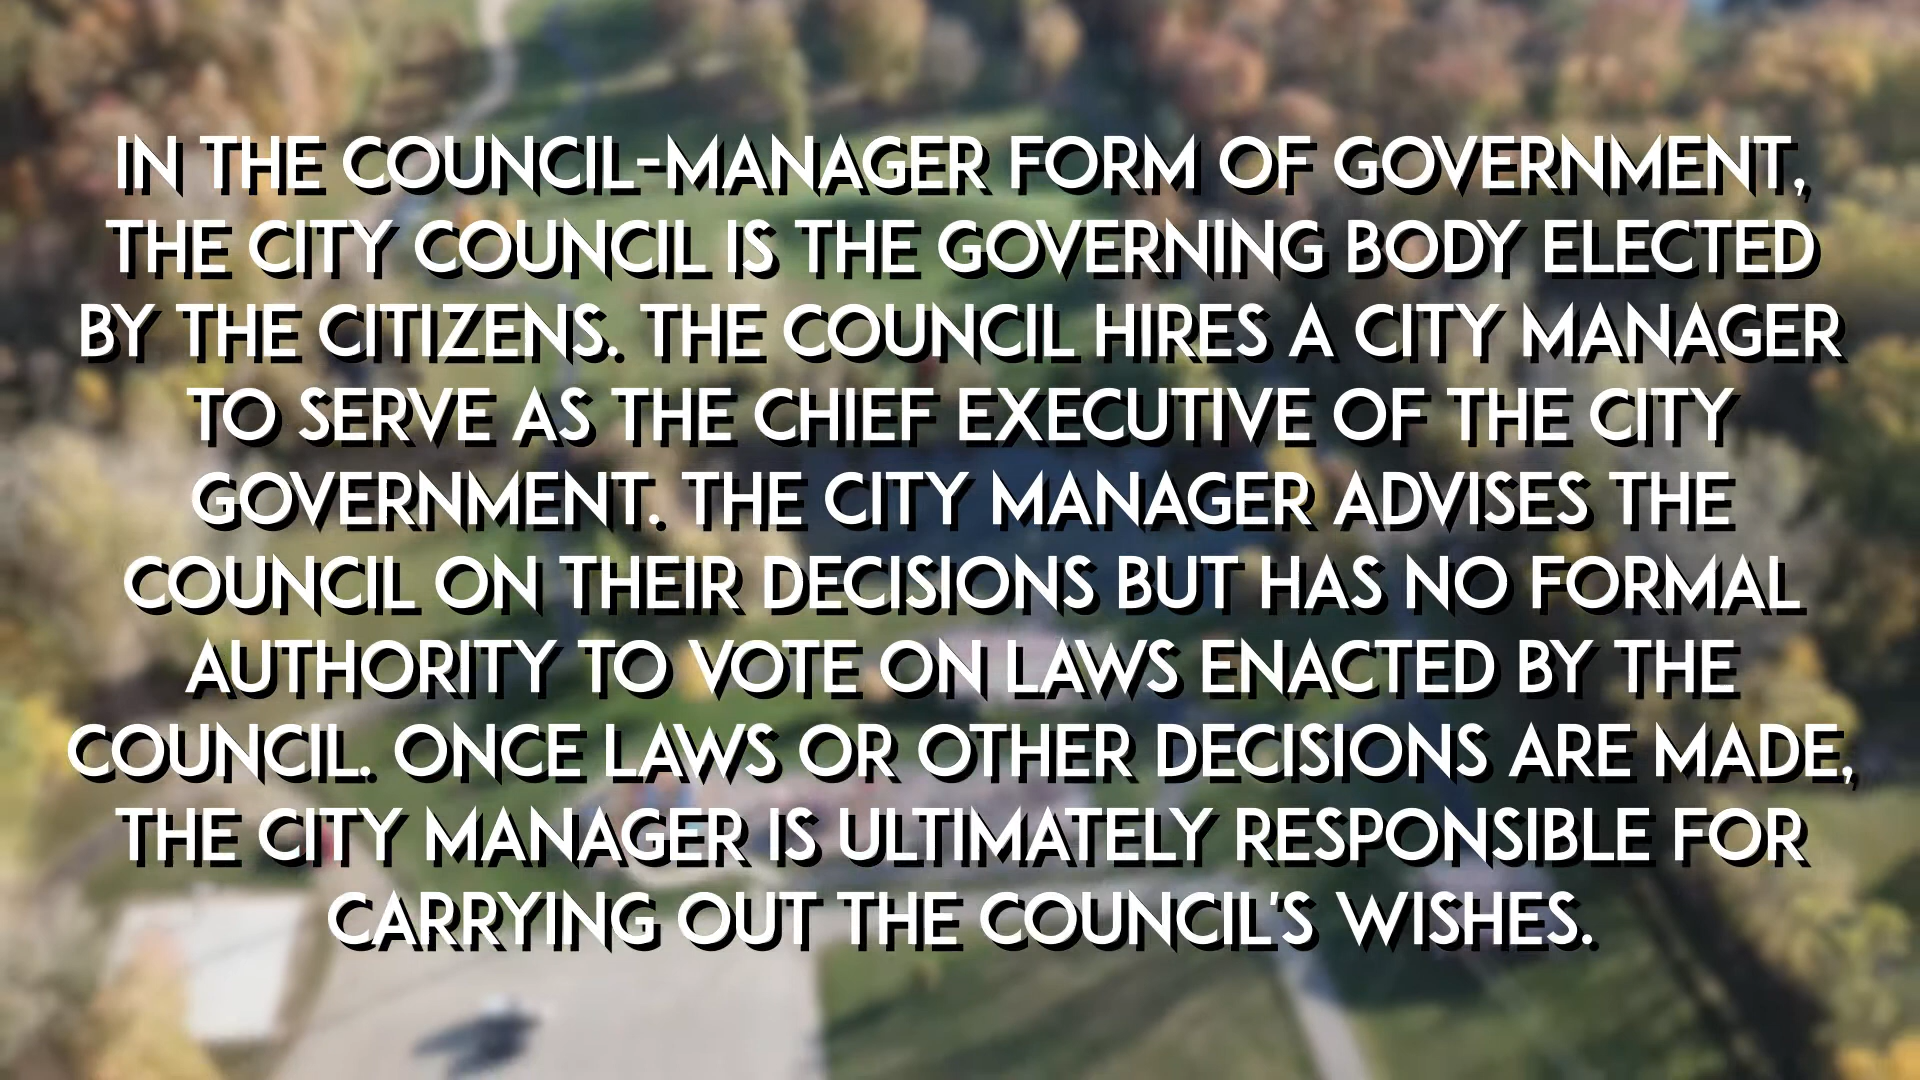 IN THE COUNCIL-MANAGER FORM OF GOVERNMENT,
THE CITY COUNCIL IS THE GOVERNING BODY ELECTED
BY THE CITIZENS. THE COUNCIL HIRES A CITY MANAGER
TO SERVE AS THE CHIEF EXECUTIVE OF THE CITY
GOVERNMENT. THE CITY MANAGER ADVISES THE
COUNCIL ON THEIR DECISIONS BUT HAS NO FORMAL
AUTHORITY TO VOTE ON LAWS ENACTED BY THE
COUNCIL. ONCE LAWS OR OTHER DECISIONS ARE MADE,
THE CITY MANAGER IS ULTIMATELY RESPONSIBLE FOR
CARRYING OUT THE COUNCIL'S WISHES.